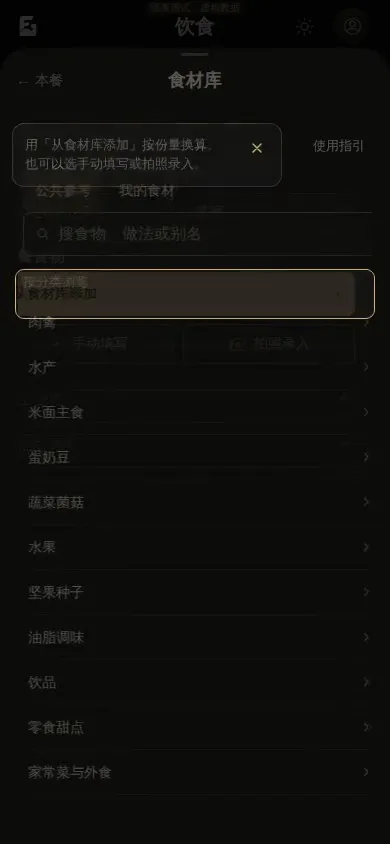 饮食
← 本餐
食材库
用「从食材库添加」按份量换算。
也可以选手动填写或拍照录入。
使用指引
公共参考 我的食材
搜食物、做法或别名
按分类浏览
从食材库添加
肉禽
手动填写
拍照录入
水产
米面主食
蛋奶豆
蔬菜菌菇
水果
坚果种子
油脂调味
饮品
零食甜点
家常菜与外食